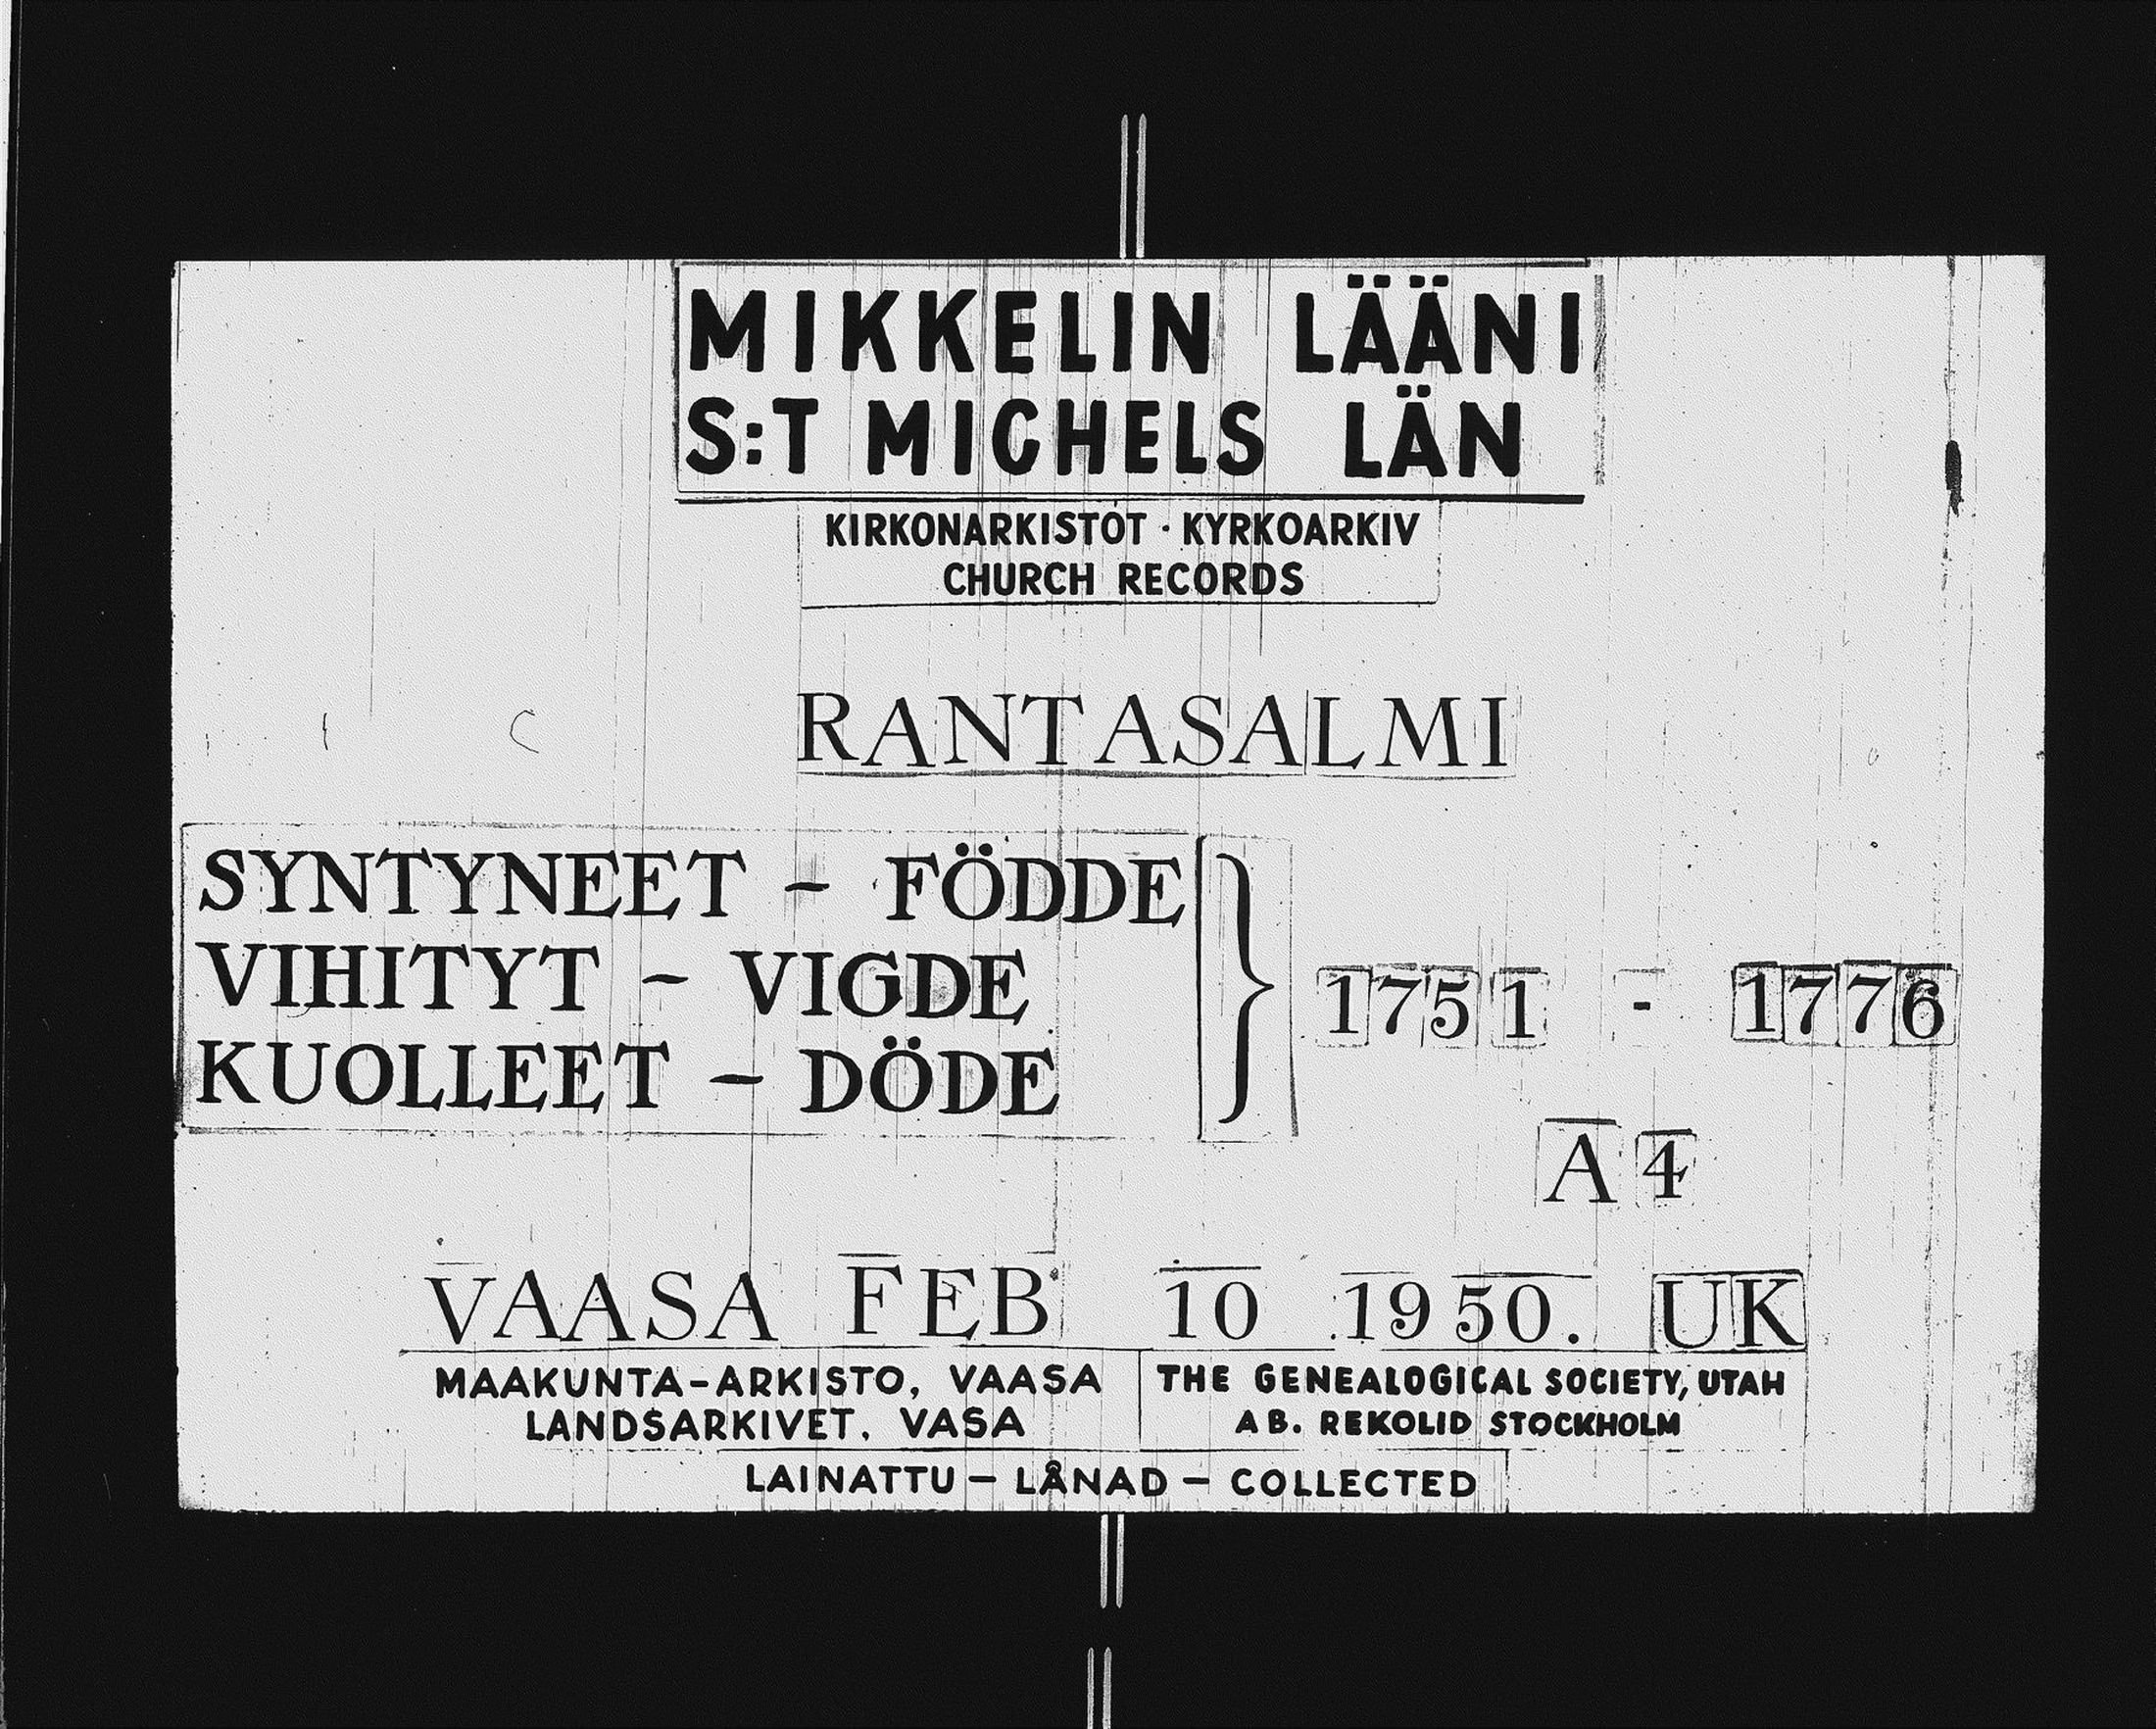 MIKKELIN LÄÄNI
S:T MICHELS LÄN
KIRKONARKISTOT · KYRKOARKIV
CHURCH RECORDS
RANTASALMI
SYNTYNEET - FÖDDE
VIHITYT - VIGDE
KUOLLEET - DÖDE
} 1751 - 1776
A 4
VAASA FEB 10 1950. UK
MAAKUNTA-ARKISTO, VAASA
LANDSARKIVET, VASA
THE GENEALOGICAL SOCIETY, UTAH
AB. REKOLID STOCKHOLM
LAINATTU - LÅNAD - COLLECTED